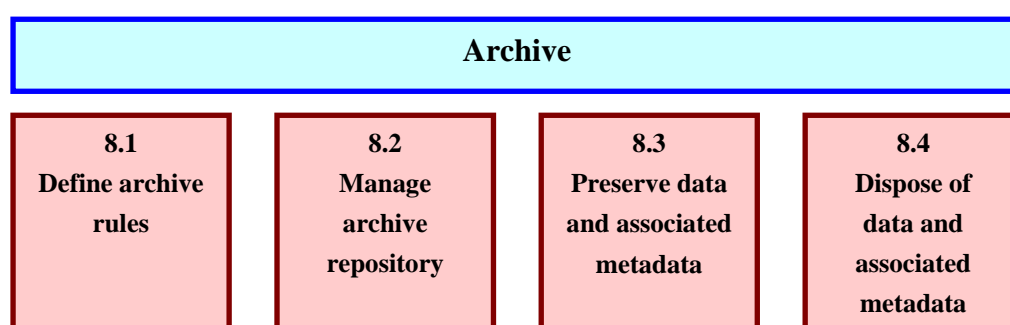 Archive
8.1
Define archive
rules
8.2
Manage
archive
repository
8.3
Preserve data
and associated
metadata
8.4
Dispose of
data and
associated
metadata